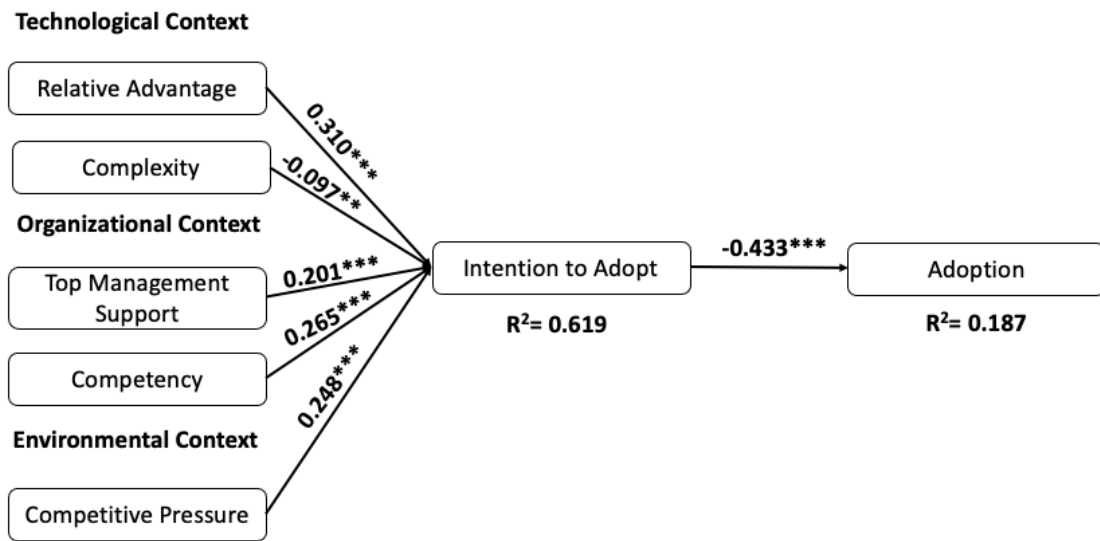 Technological Context
Relative Advantage
0.310***
Complexity
-0.097**
Organizational Context
Top Management
Support
0.201***
Competency
0.265***
Environmental Context
Competitive Pressure
0.248***
Intention to Adopt
R²= 0.619
-0.433***
Adoption
R²= 0.187